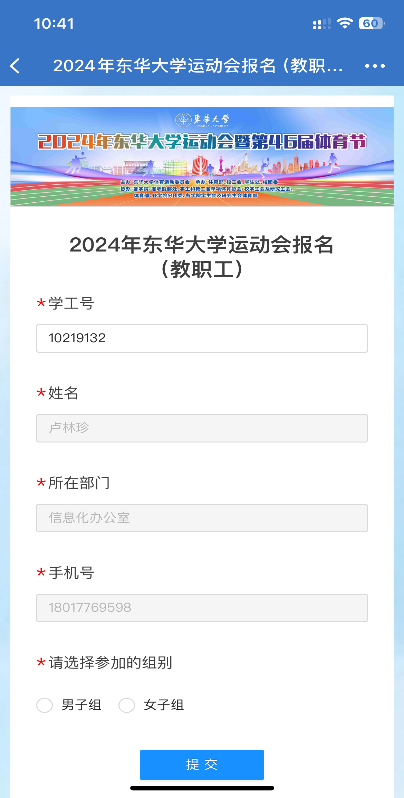 10:41
60
2024年东华大学运动会报名（教职...
東華大學
2024年东华大学运动会暨第46届体育节
2024年东华大学运动会报名
（教职工）
*学工号
10219132
*姓名
卢林珍
*所在部门
信息化办公室
*手机号
18017769598
*请选择参加的组别
男子组 女子组
提交